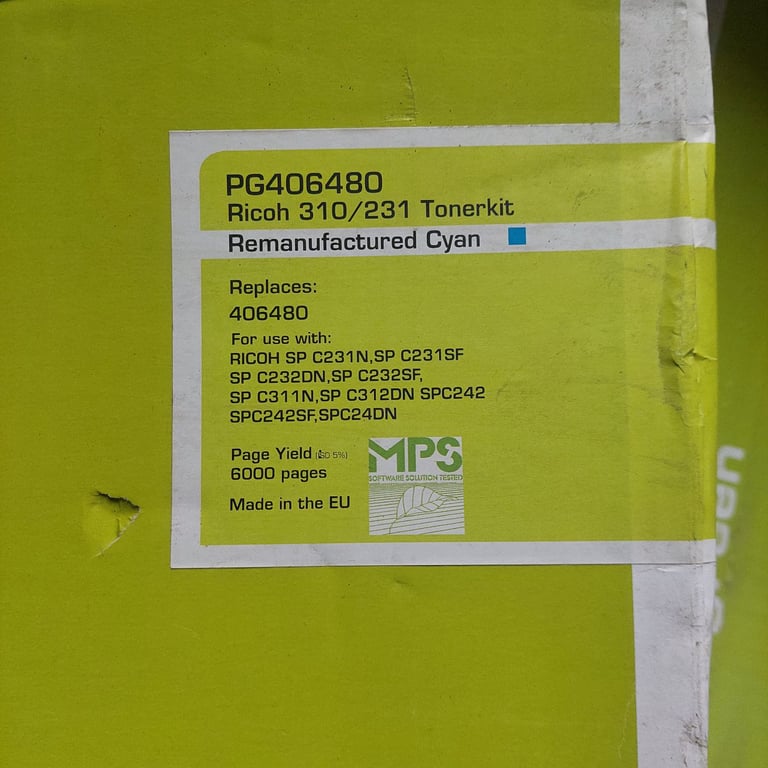 PG406480
Ricoh 310/231 Tonerkit
Remanufactured Cyan
Replaces:
406480
For use with:
RICOH SP C231N,SP C231SF
SP C232DN,SP C232SF,
SP C311N,SP C312DN SPC242
SPC242SF,SPC24DN
Page Yield (ISO 5%)
6000 pages
Made in the EU
MPS
SOFTWARE SOLUTION TESTED